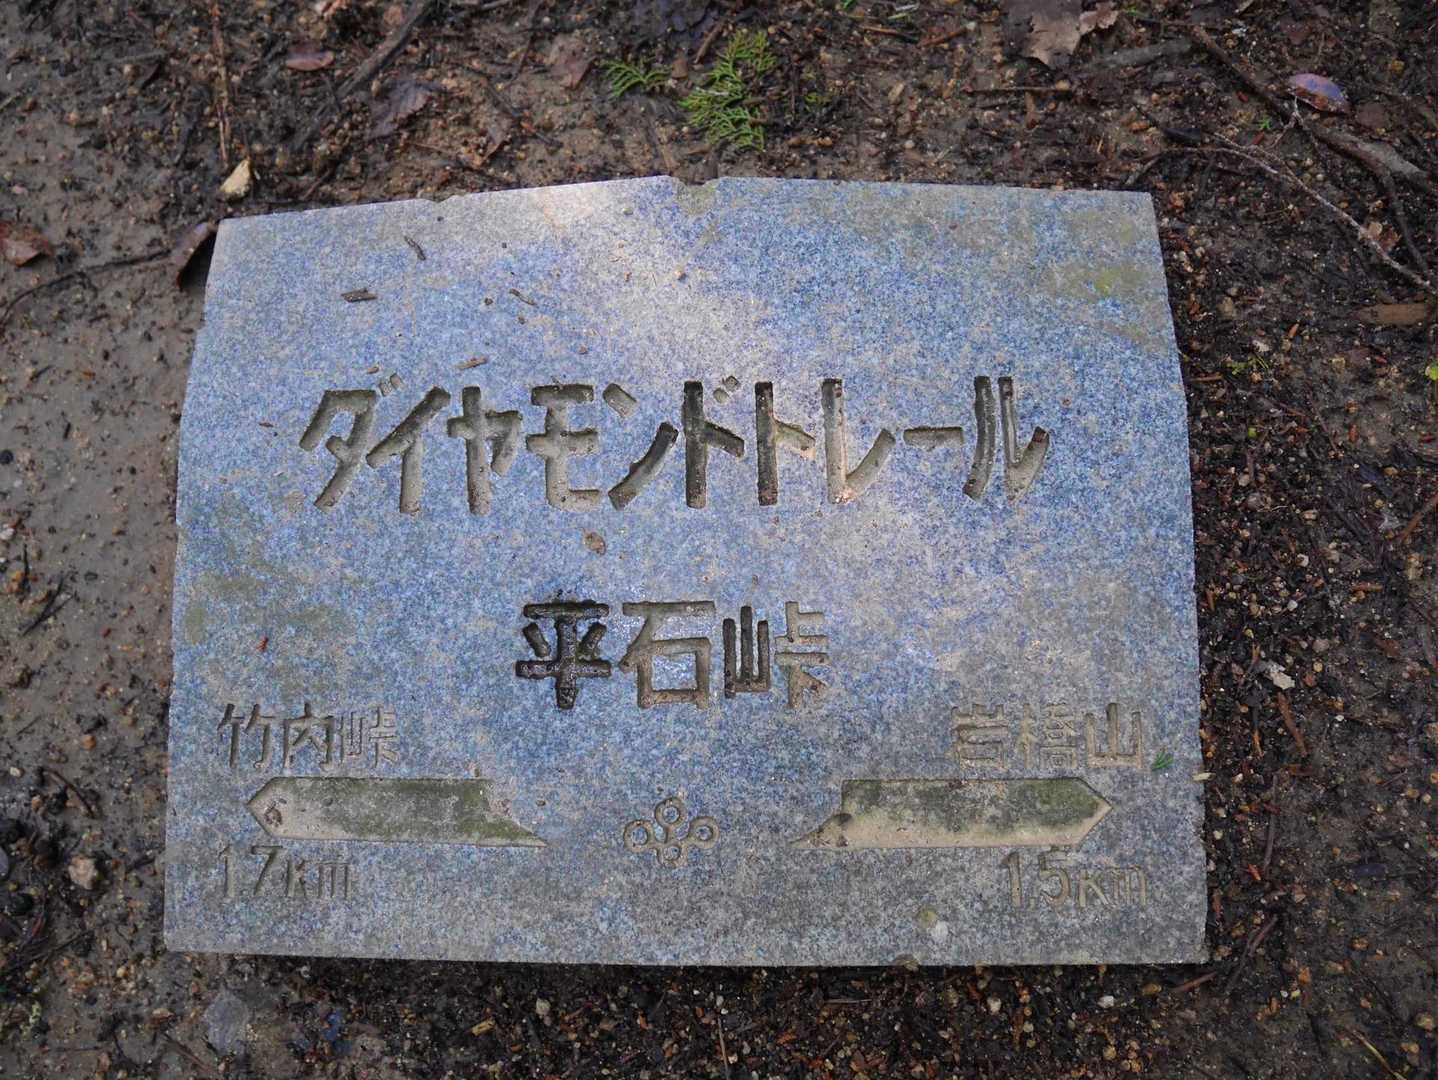 ダイヤモンドトレール
平石峠
竹内峠
岩橋山
1.7km
1.5km